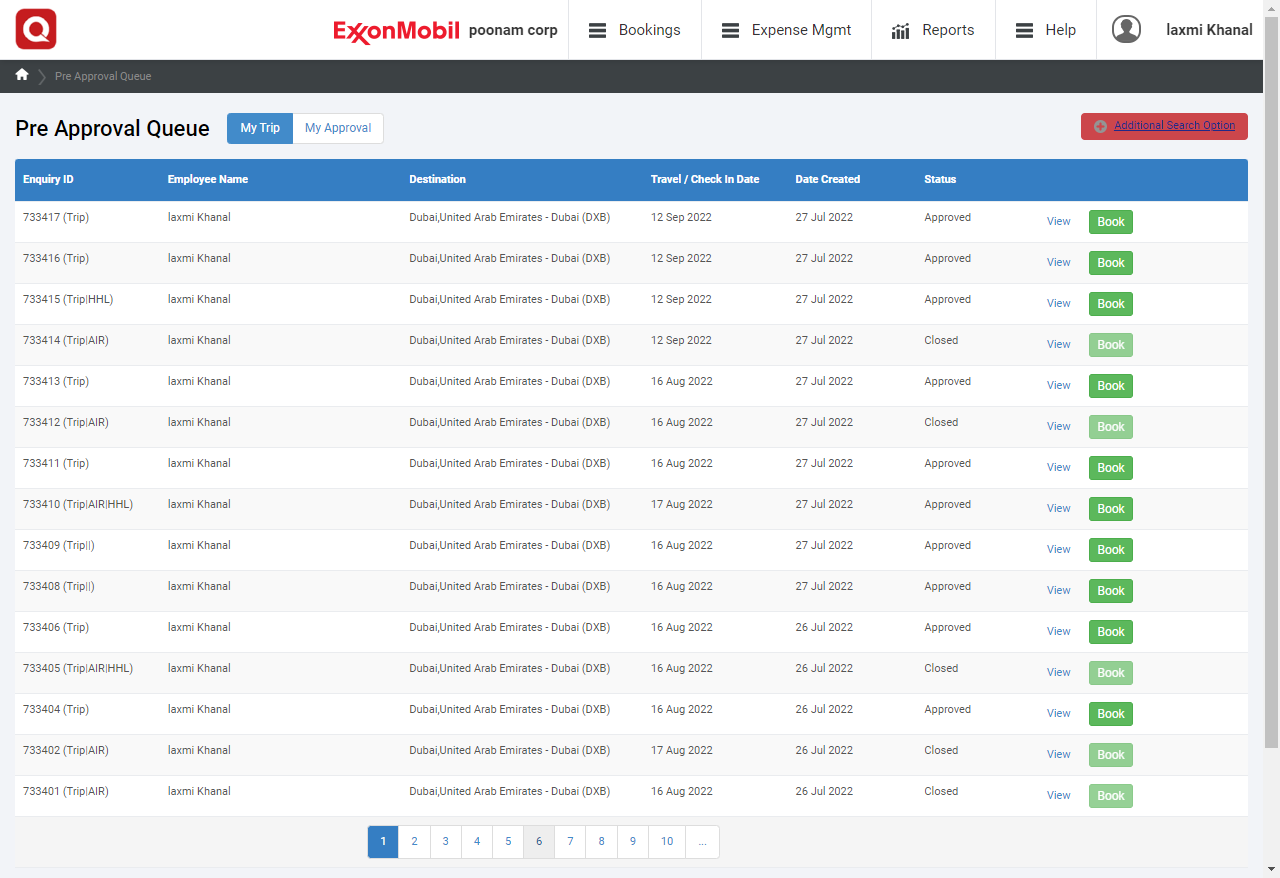 Q ExxonMobil poonam corp Bookings Expense Mgmt Reports Help laxmi Khanal
Pre Approval Queue
Pre Approval Queue My Trip My Approval Additional Search Option
Enquiry ID Employee Name Destination Travel / Check In Date Date Created Status
733417 (Trip) laxmi Khanal Dubai,United Arab Emirates - Dubai (DXB) 12 Sep 2022 27 Jul 2022 Approved View Book
733416 (Trip) laxmi Khanal Dubai,United Arab Emirates - Dubai (DXB) 12 Sep 2022 27 Jul 2022 Approved View Book
733415 (Trip|HHL) laxmi Khanal Dubai,United Arab Emirates - Dubai (DXB) 12 Sep 2022 27 Jul 2022 Approved View Book
733414 (Trip|AIR) laxmi Khanal Dubai,United Arab Emirates - Dubai (DXB) 12 Sep 2022 27 Jul 2022 Closed View Book
733413 (Trip) laxmi Khanal Dubai,United Arab Emirates - Dubai (DXB) 16 Aug 2022 27 Jul 2022 Approved View Book
733412 (Trip|AIR) laxmi Khanal Dubai,United Arab Emirates - Dubai (DXB) 16 Aug 2022 27 Jul 2022 Closed View Book
733411 (Trip) laxmi Khanal Dubai,United Arab Emirates - Dubai (DXB) 16 Aug 2022 27 Jul 2022 Approved View Book
733410 (Trip|AIR|HHL) laxmi Khanal Dubai,United Arab Emirates - Dubai (DXB) 17 Aug 2022 27 Jul 2022 Approved View Book
733409 (Trip||) laxmi Khanal Dubai,United Arab Emirates - Dubai (DXB) 16 Aug 2022 27 Jul 2022 Approved View Book
733408 (Trip||) laxmi Khanal Dubai,United Arab Emirates - Dubai (DXB) 16 Aug 2022 27 Jul 2022 Approved View Book
733406 (Trip) laxmi Khanal Dubai,United Arab Emirates - Dubai (DXB) 16 Aug 2022 26 Jul 2022 Approved View Book
733405 (Trip|AIR|HHL) laxmi Khanal Dubai,United Arab Emirates - Dubai (DXB) 16 Aug 2022 26 Jul 2022 Closed View Book
733404 (Trip) laxmi Khanal Dubai,United Arab Emirates - Dubai (DXB) 16 Aug 2022 26 Jul 2022 Approved View Book
733402 (Trip|AIR) laxmi Khanal Dubai,United Arab Emirates - Dubai (DXB) 17 Aug 2022 26 Jul 2022 Closed View Book
733401 (Trip|AIR) laxmi Khanal Dubai,United Arab Emirates - Dubai (DXB) 16 Aug 2022 26 Jul 2022 Closed View Book
1 2 3 4 5 6 7 8 9 10 ...